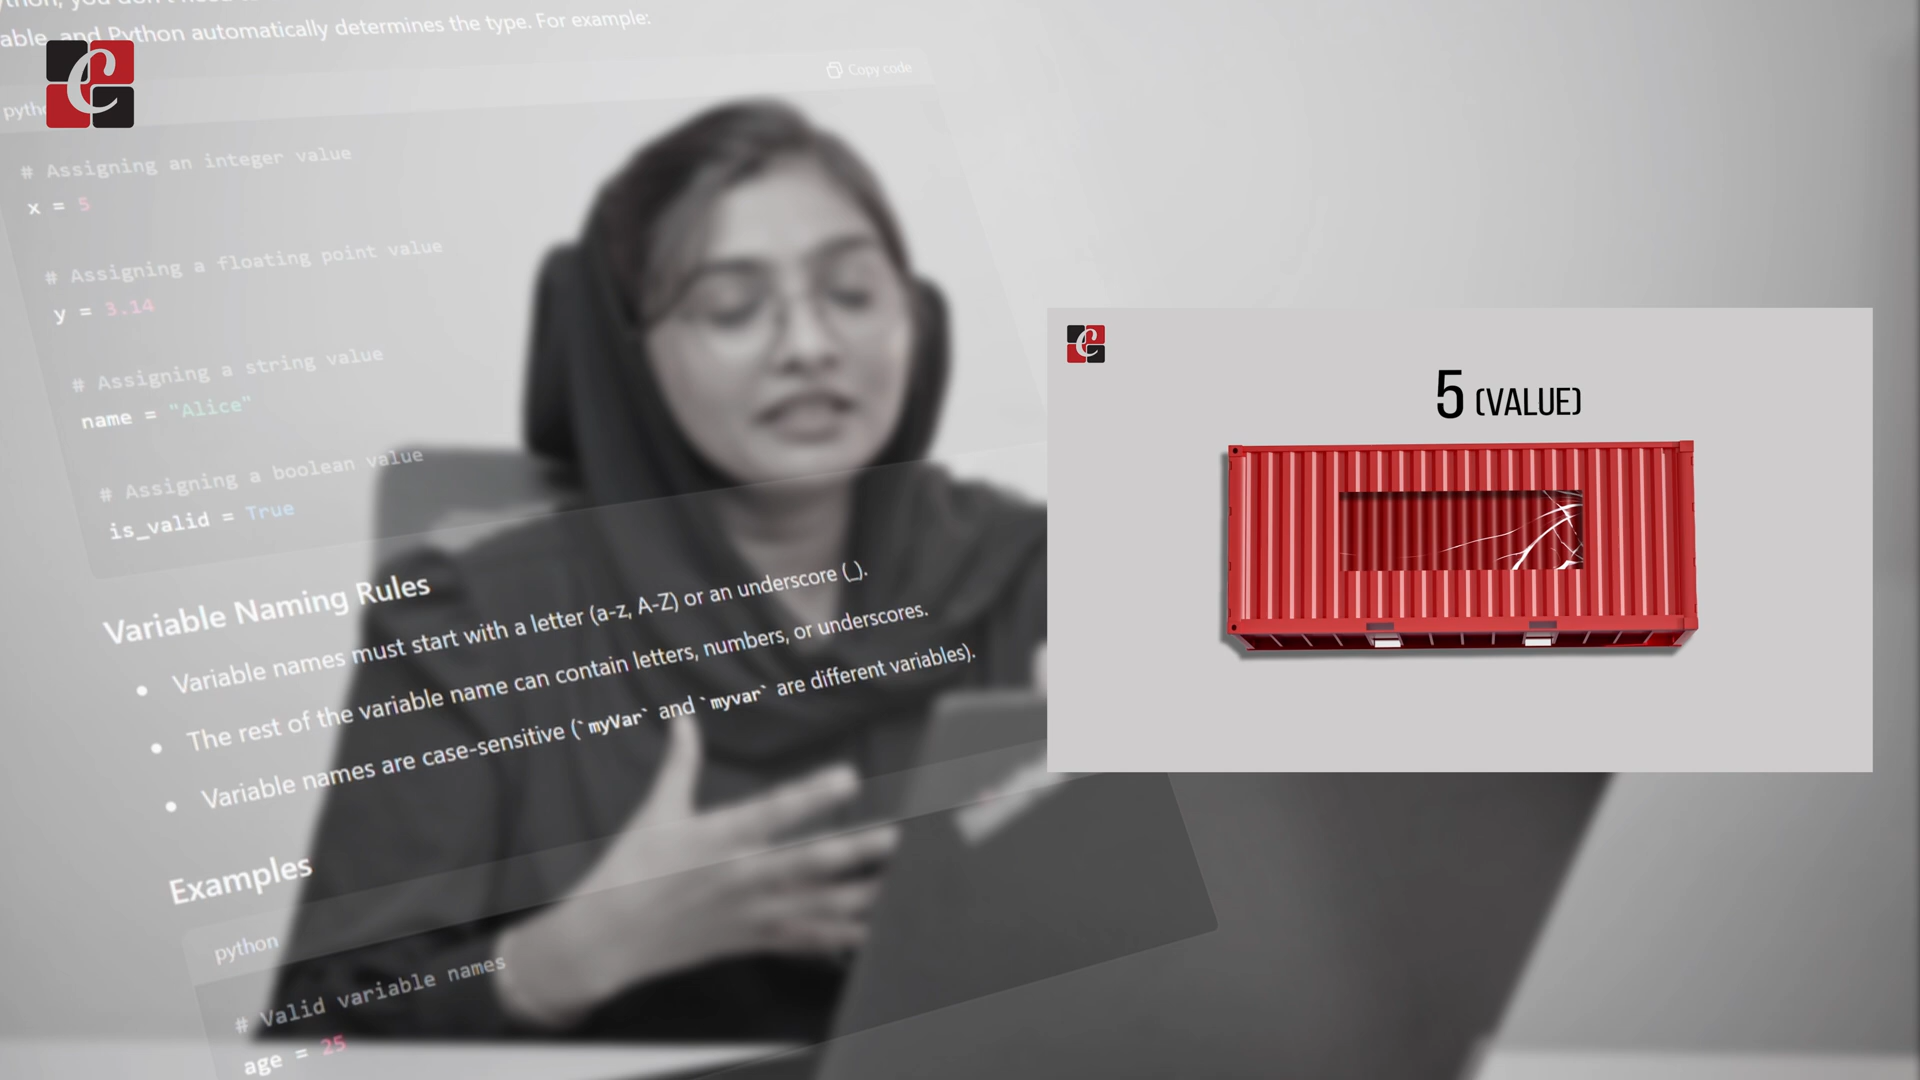 able, and Python automatically determines the type. For example:
Copy code
# Assigning an integer value
x = 5
# Assigning a floating point value
y = 3.14
# Assigning a string value
name = "Alice"
# Assigning a boolean value
is_valid = True
Variable Naming Rules
• Variable names must start with a letter (a-z, A-Z) or an underscore (_).
• The rest of the variable name can contain letters, numbers, or underscores.
• Variable names are case-sensitive (`myVar` and `myvar` are different variables).
Examples
python
# Valid variable names
age = 25
5 (VALUE)